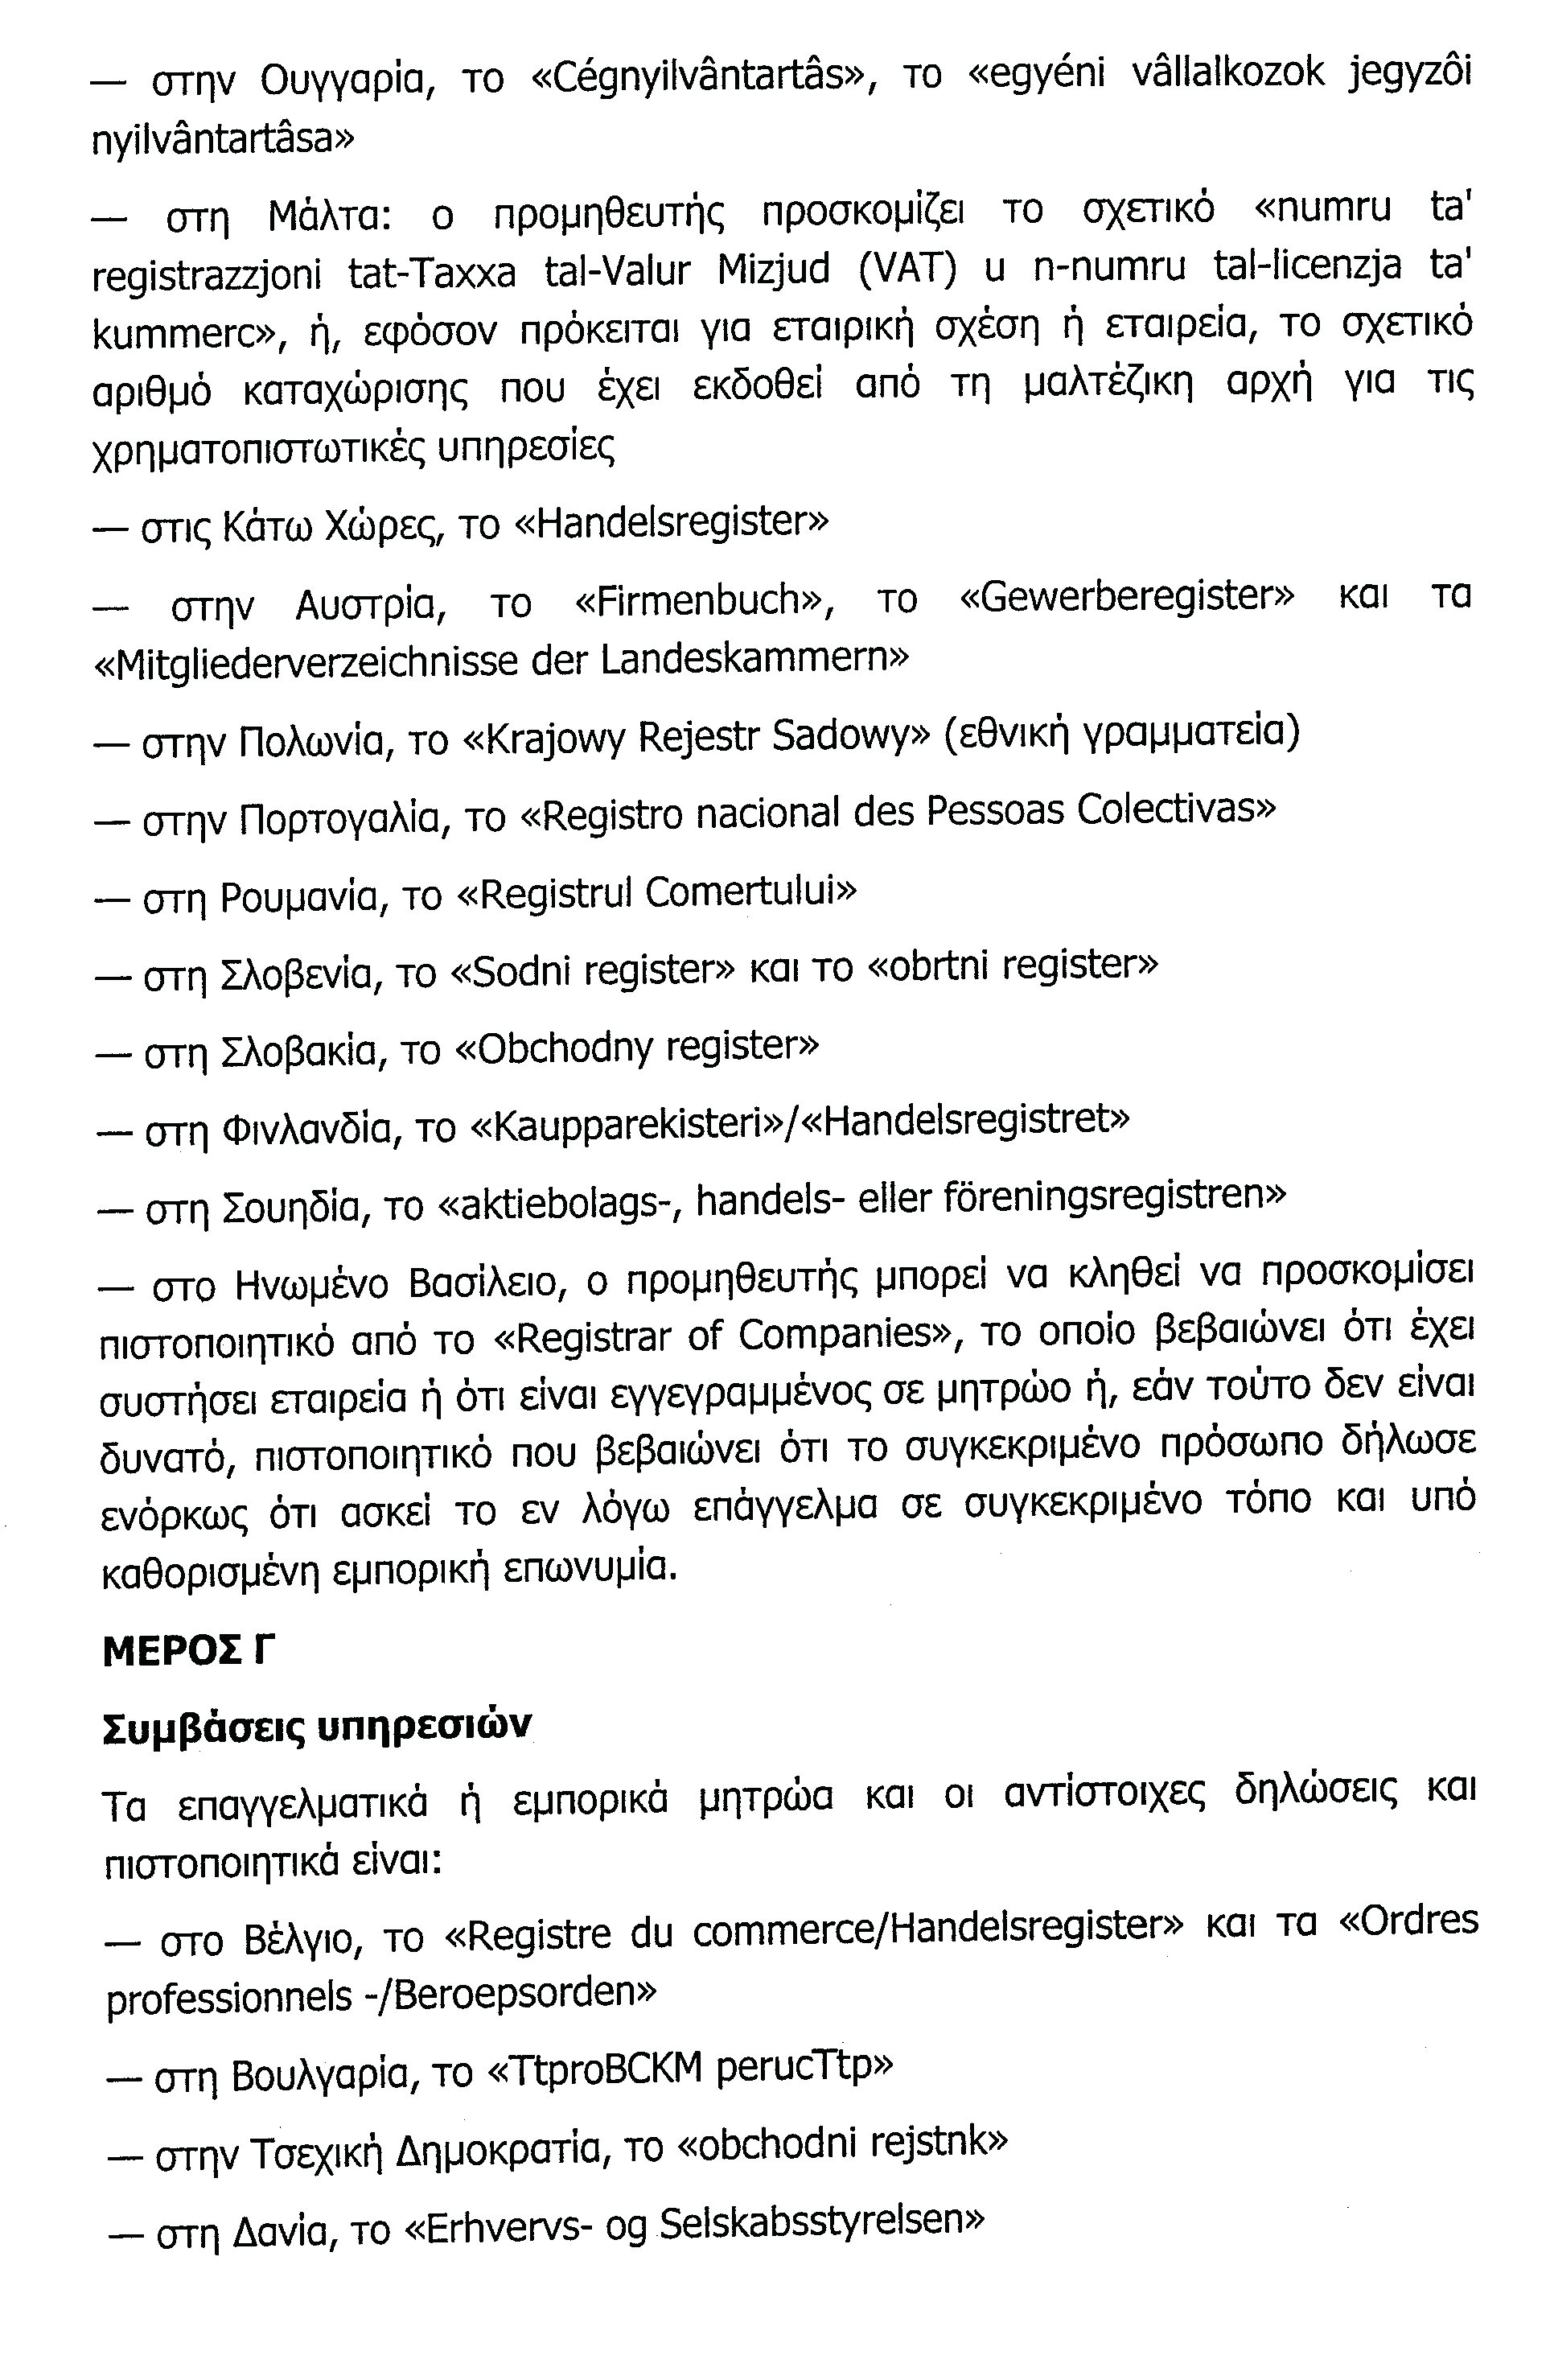 — στην Ουγγαρία, το «Cégnyilvântartâs», το «egyéni vâllalkozok jegyzôi
nyilvântartâsa»
— στη Μάλτα: ο προμηθευτής προσκομίζει το σχετικό «numru ta'
registrazzjoni tat-Taxxa tal-Valur Mizjud (VAT) u n-numru tal-licenzja ta'
kummerc», ή, εφόσον πρόκειται για εταιρική σχέση ή εταιρεία, το σχετικό
αριθμό καταχώρισης που έχει εκδοθεί από τη μαλτέζικη αρχή για τις
χρηματοπιστωτικές υπηρεσίες
— στις Κάτω Χώρες, το «Handelsregister»
— στην Αυστρία, το «Firmenbuch», το «Gewerberegister» και τα
«Mitgliederverzeichnisse der Landeskammern»
— στην Πολωνία, το «Krajowy Rejestr Sadowy» (εθνική γραμματεία)
— στην Πορτογαλία, το «Registro nacional des Pessoas Colectivas»
— στη Ρουμανία, το «Registrul Comertului»
— στη Σλοβενία, το «Sodni register» και το «obrtni register»
— στη Σλοβακία, το «Obchodny register»
— στη Φινλανδία, το «Kaupparekisteri»/«Handelsregistret»
— στη Σουηδία, το «aktiebolags-, handels- eller föreningsregistren»
— στο Ηνωμένο Βασίλειο, ο προμηθευτής μπορεί να κληθεί να προσκομίσει
πιστοποιητικό από το «Registrar of Companies», το οποίο βεβαιώνει ότι έχει
συστήσει εταιρεία ή ότι είναι εγγεγραμμένος σε μητρώο ή, εάν τούτο δεν είναι
δυνατό, πιστοποιητικό που βεβαιώνει ότι το συγκεκριμένο πρόσωπο δήλωσε
ενόρκως ότι ασκεί το εν λόγω επάγγελμα σε συγκεκριμένο τόπο και υπό
καθορισμένη εμπορική επωνυμία.
ΜΕΡΟΣ Γ
Συμβάσεις υπηρεσιών
Τα επαγγελματικά ή εμπορικά μητρώα και οι αντίστοιχες δηλώσεις και
πιστοποιητικά είναι:
— στο Βέλγιο, το «Registre du commerce/Handelsregister» και τα «Ordres
professionnels -/Beroepsorden»
— στη Βουλγαρία, το «TtproBCKM perucTtp»
— στην Τσεχική Δημοκρατία, το «obchodni rejstnk»
— στη Δανία, το «Erhvervs- og Selskabsstyrelsen»